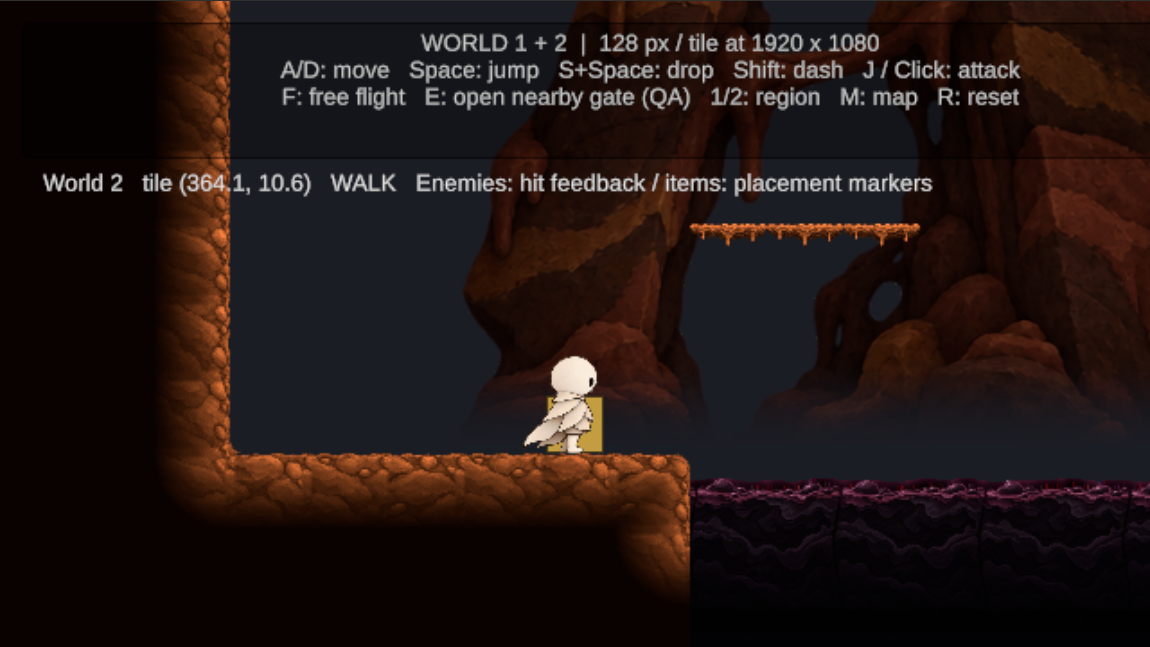 WORLD 1 + 2 | 128 px / tile at 1920 x 1080
A/D: move Space: jump S+Space: drop Shift: dash J / Click: attack
F: free flight E: open nearby gate (QA) 1/2: region M: map R: reset
World 2 tile (364.1, 10.6) WALK Enemies: hit feedback / items: placement markers